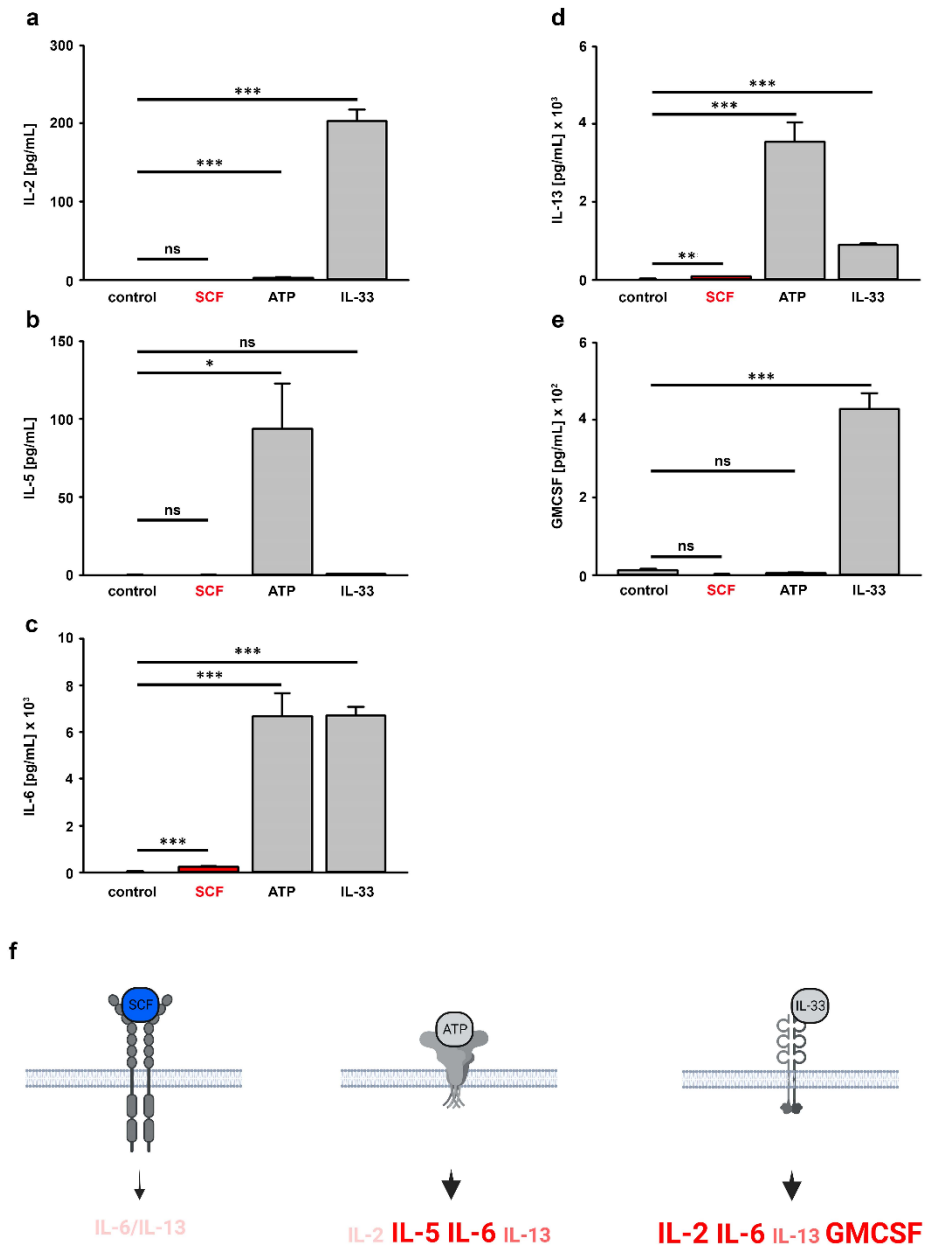 a
300
200
100
0
IL-2 [pg/mL]
***
***
ns
control SCF ATP IL-33
b
150
100
50
0
IL-5 [pg/mL]
ns
*
ns
control SCF ATP IL-33
c
10
8
6
4
2
0
IL-6 [pg/mL] x 10³
***
***
***
control SCF ATP IL-33
d
6
4
2
0
IL-13 [pg/mL] x 10³
***
***
**
control SCF ATP IL-33
e
6
4
2
0
GMCSF [pg/mL] x 10²
***
ns
ns
control SCF ATP IL-33
f
SCF
ATP
IL-33
IL-6/IL-13
IL-2 IL-5 IL-6 IL-13
IL-2 IL-6 IL-13 GMCSF